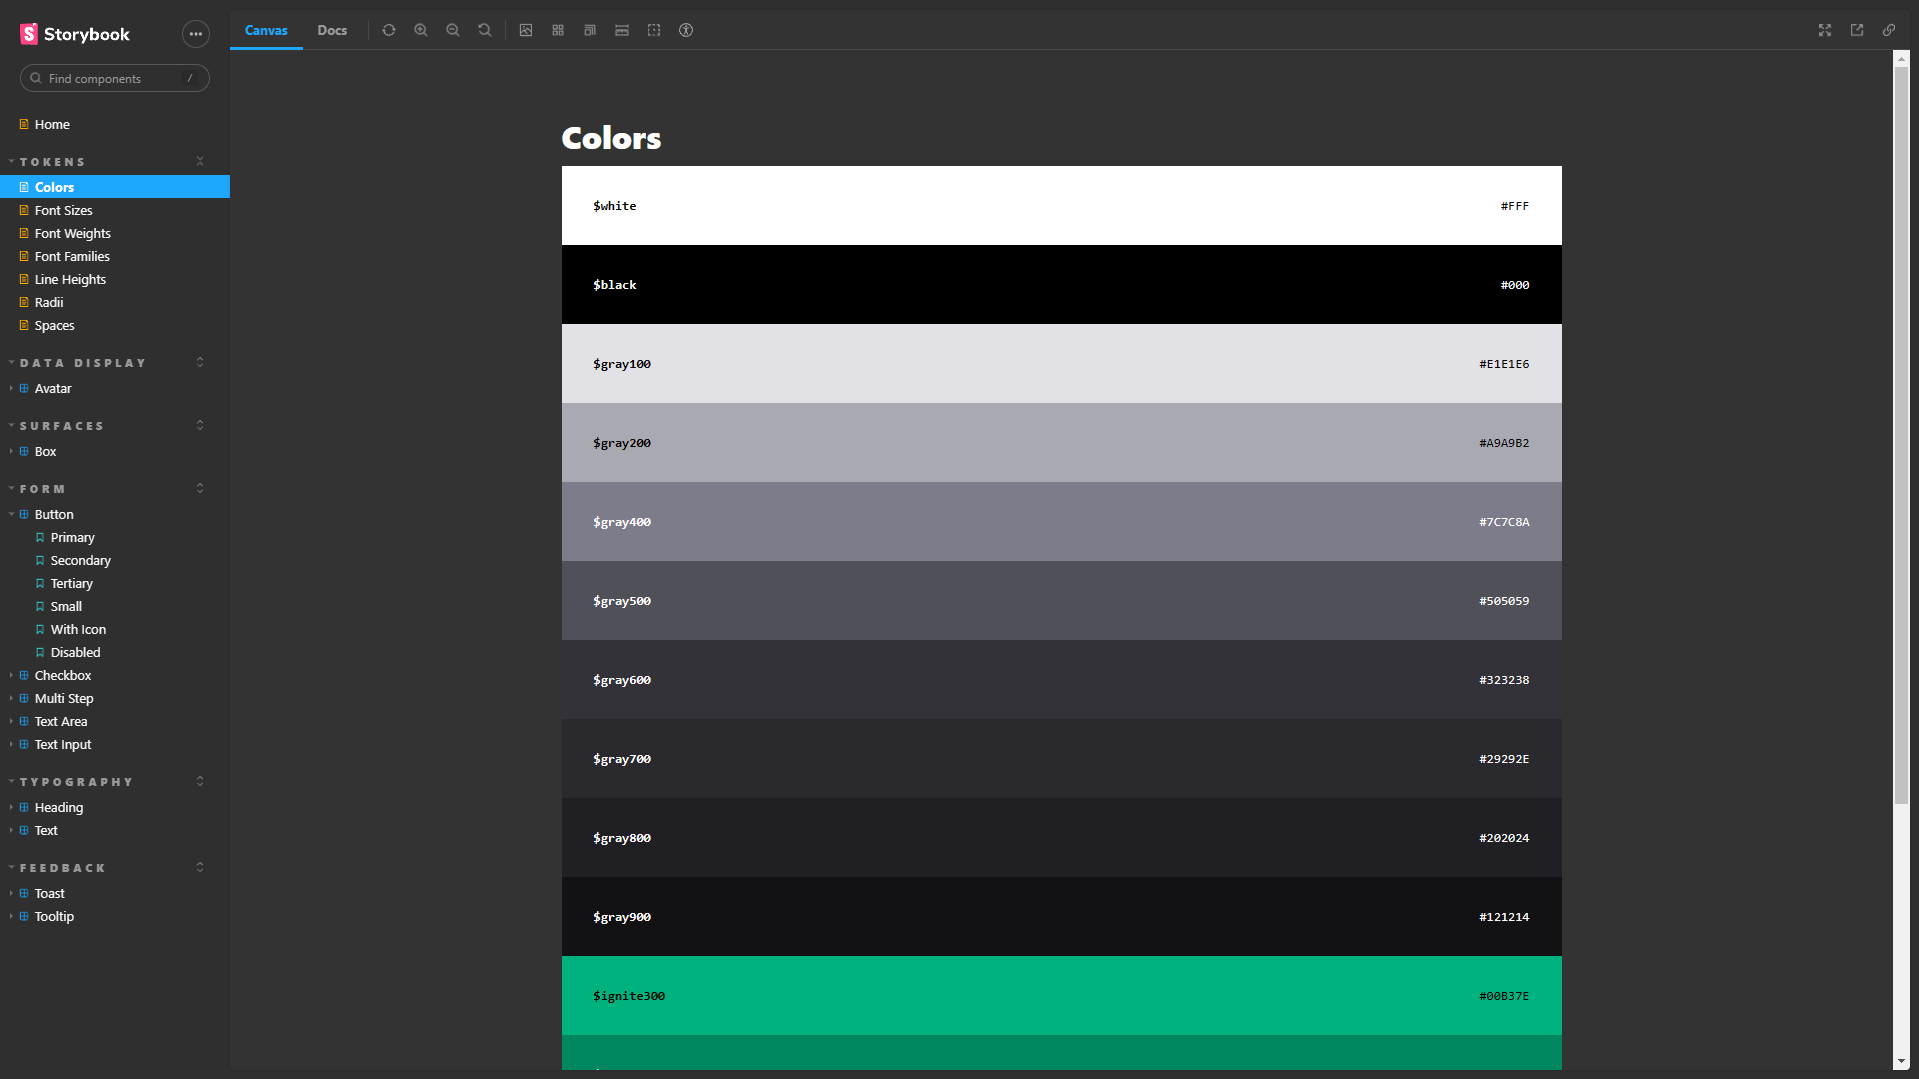 Storybook
Find components
/
Home
TOKENS
Colors
Font Sizes
Font Weights
Font Families
Line Heights
Radii
Spaces
DATA DISPLAY
Avatar
SURFACES
Box
FORM
Button
Primary
Secondary
Tertiary
Small
With Icon
Disabled
Checkbox
Multi Step
Text Area
Text Input
TYPOGRAPHY
Heading
Text
FEEDBACK
Toast
Tooltip
Canvas Docs
Colors
$white #FFF
$black #000
$gray100 #E1E1E6
$gray200 #A9A9B2
$gray400 #7C7C8A
$gray500 #505059
$gray600 #323238
$gray700 #29292E
$gray800 #202024
$gray900 #121214
$ignite300 #00B37E